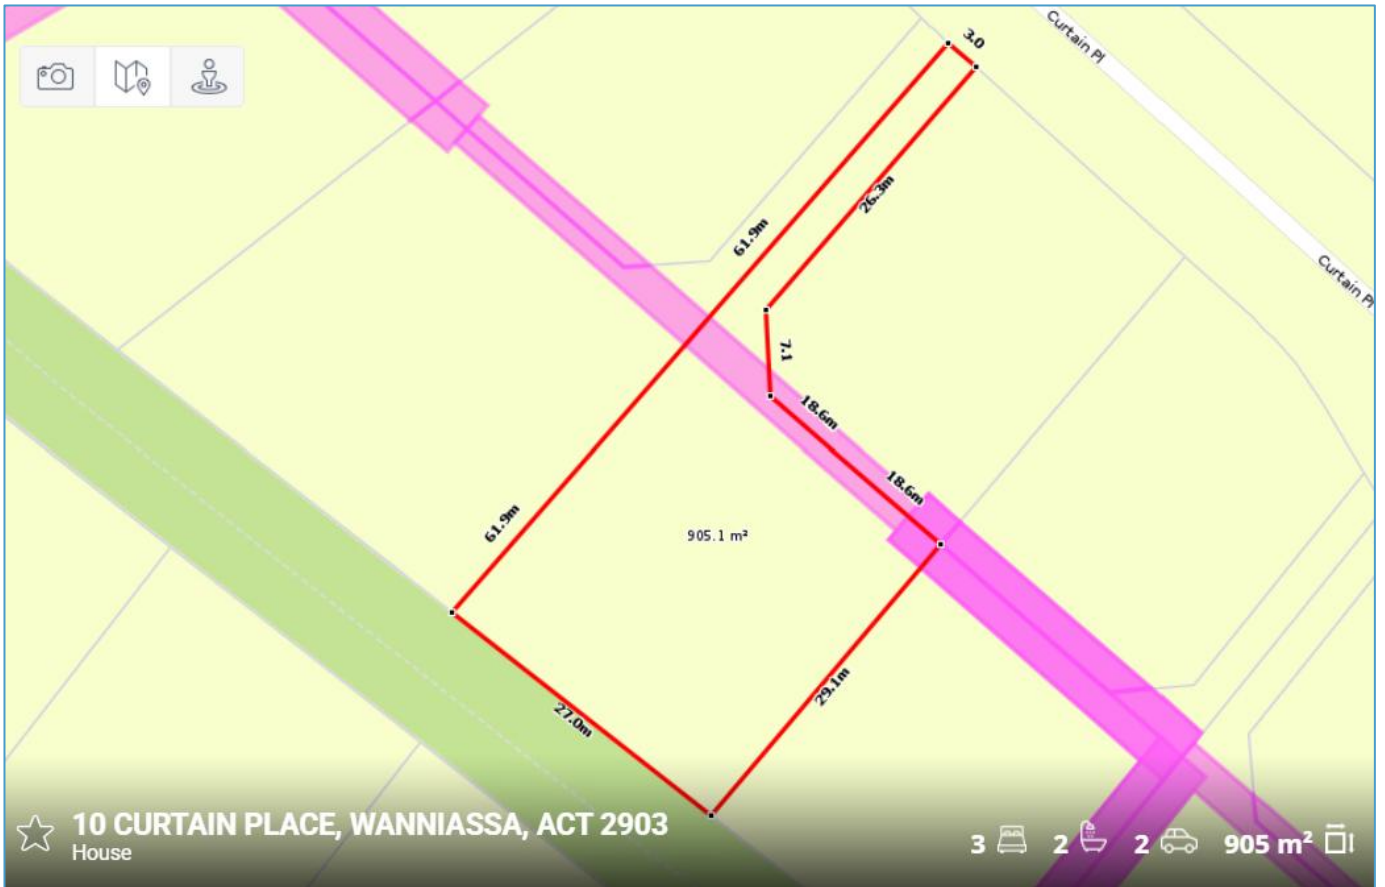 3.0
Curtain Pl
26.3m
61.9m
Curtain Pl
7.1
18.6m
18.6m
61.9m
905.1 m²
29.1m
27.0m
10 CURTAIN PLACE, WANNIASSA, ACT 2903
House
3 2 2 905 m²